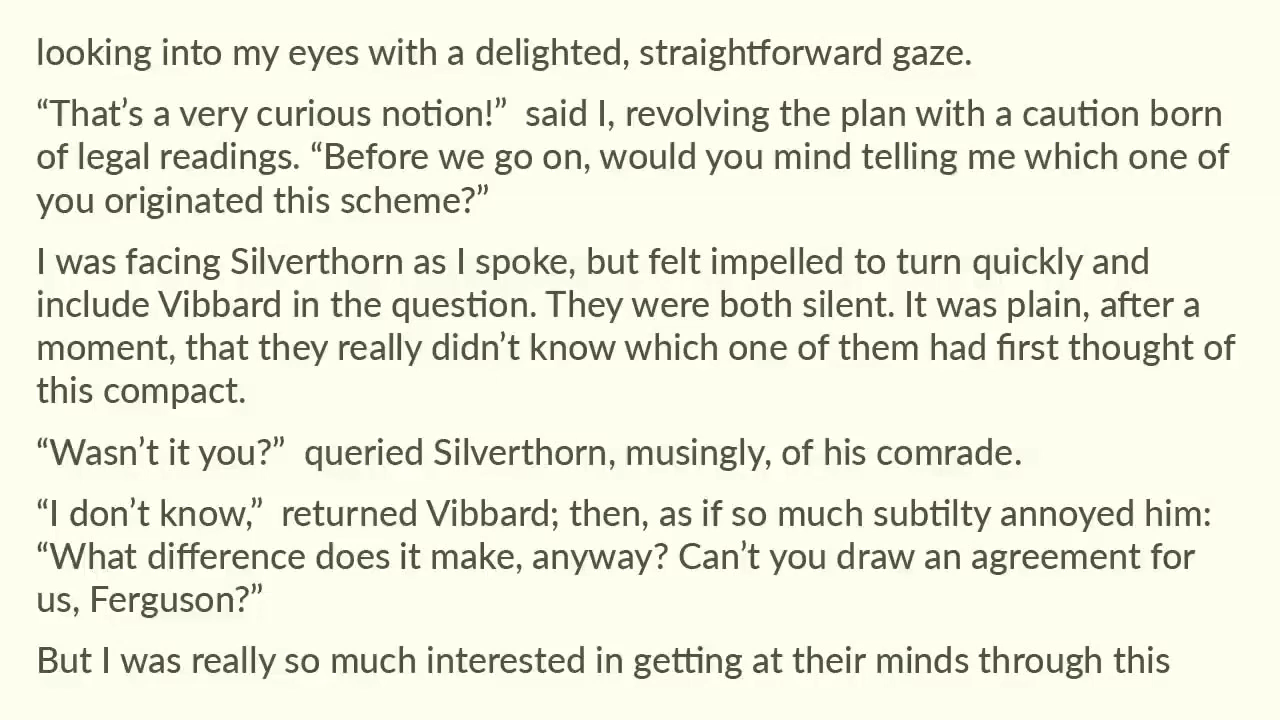 looking into my eyes with a delighted, straightforward gaze.
“That’s a very curious notion!”  said I, revolving the plan with a caution born
of legal readings. “Before we go on, would you mind telling me which one of
you originated this scheme?”
I was facing Silverthorn as I spoke, but felt impelled to turn quickly and
include Vibbard in the question. They were both silent. It was plain, after a
moment, that they really didn’t know which one of them had first thought of
this compact.
“Wasn’t it you?”  queried Silverthorn, musingly, of his comrade.
“I don’t know,”  returned Vibbard; then, as if so much subtilty annoyed him:
“What difference does it make, anyway? Can’t you draw an agreement for
us, Ferguson?”
But I was really so much interested in getting at their minds through this